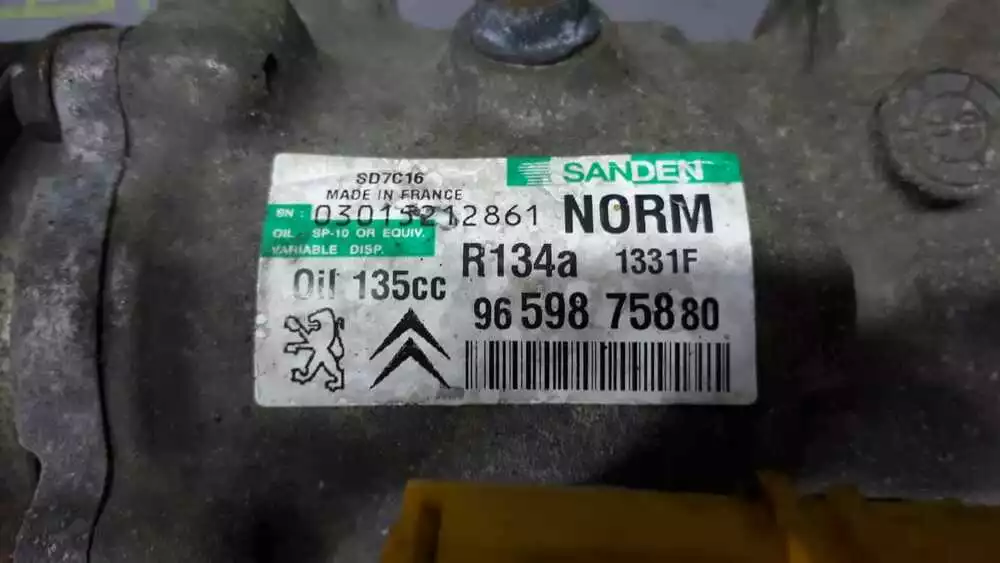 SANDEN
SD7C16
MADE IN FRANCE
SN : 03015212861
NORM
OIL : SP-10 OR EQUIV.
VARIABLE DISP.
R134a 1331F
Oil 135cc
96 598 758 80